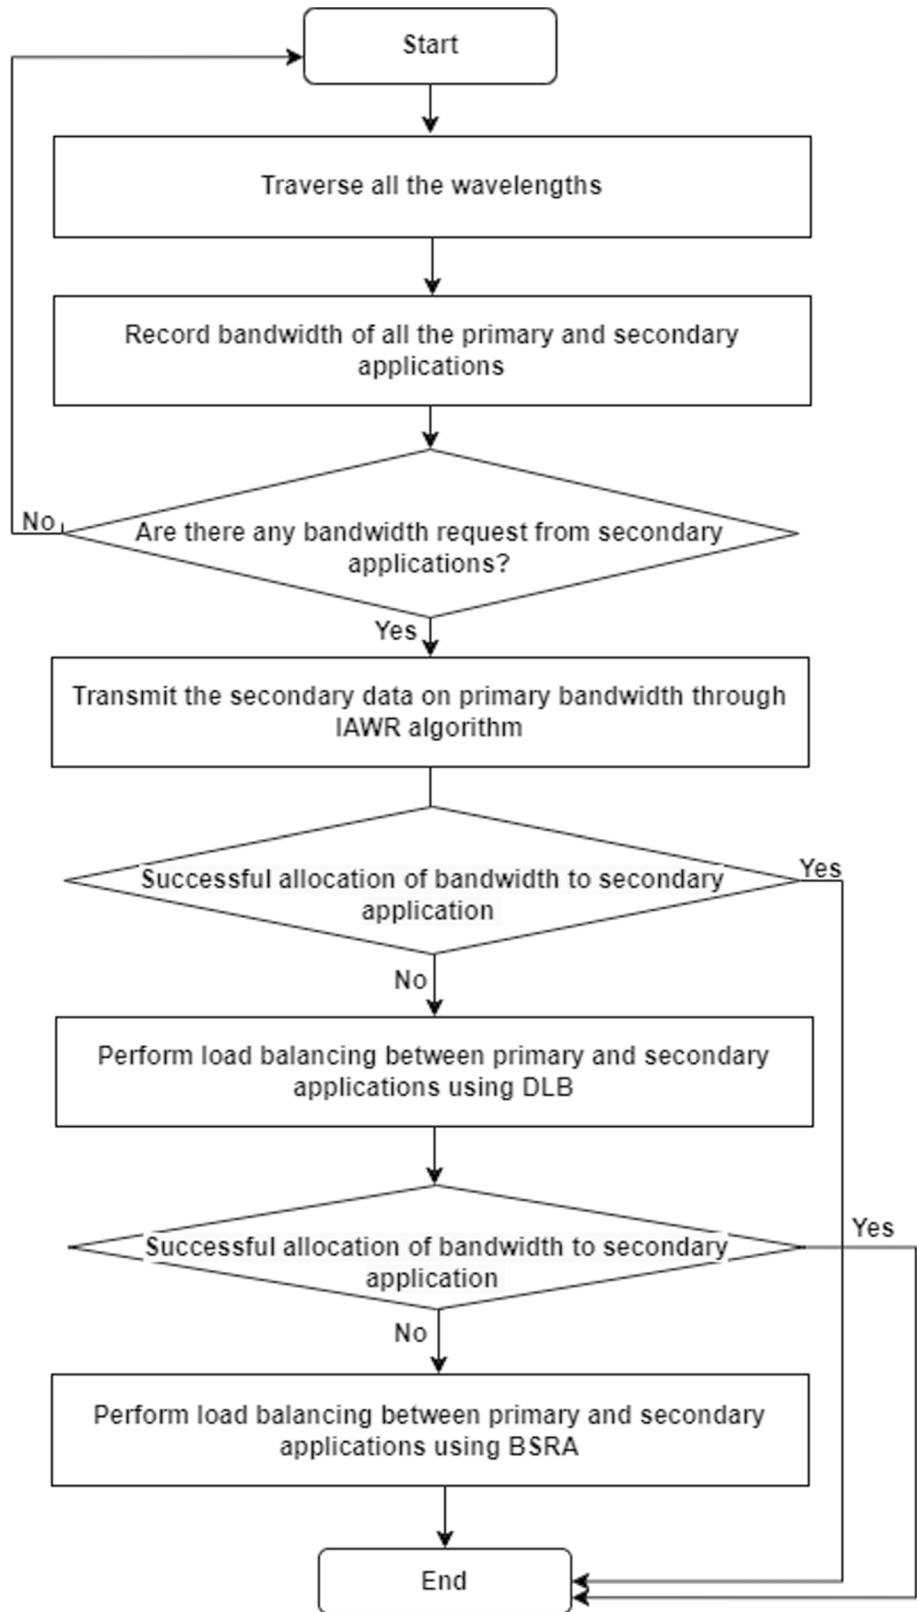 Start
Traverse all the wavelengths
Record bandwidth of all the primary and secondary
applications
No
Are there any bandwidth request from secondary
applications?
Yes
Transmit the secondary data on primary bandwidth through
IAWR algorithm
Successful allocation of bandwidth to secondary
application
Yes
No
Perform load balancing between primary and secondary
applications using DLB
Successful allocation of bandwidth to secondary
application
Yes
No
Perform load balancing between primary and secondary
applications using BSRA
End